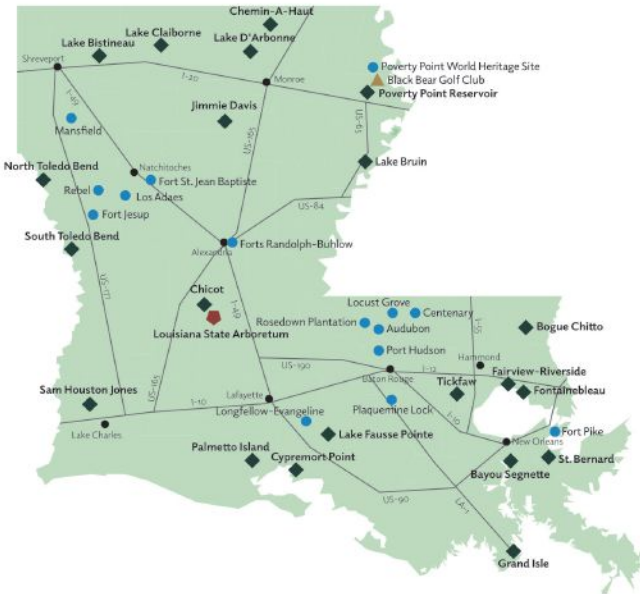 Chemin-A-Haut
Lake Claiborne
Lake D'Arbonne
Lake Bistineau
Shreveport
I-20
Monroe
Poverty Point World Heritage Site
Black Bear Golf Club
Poverty Point Reservoir
I-49
Jimmie Davis
US-165
US-65
Mansfield
Lake Bruin
Natchitoches
North Toledo Bend
Fort St. Jean Baptiste
Rebel
Los Adaes
US-84
Fort Jesup
South Toledo Bend
Alexandria
Forts Randolph-Buhlow
US-171
Chicot
I-49
Louisiana State Arboretum
Locust Grove
Centenary
Rosedown Plantation
Audubon
I-55
Bogue Chitto
Port Hudson
US-190
Hammond
Baton Rouge
I-12
Fairview-Riverside
Tickfaw
Fontainebleau
Sam Houston Jones
US-165
I-10
Lafayette
Longfellow-Evangeline
Plaquentine Lock
I-10
Lake Charles
Lake Fausse Pointe
Fort Pike
New Orleans
Palmetto Island
Cypremort Point
St. Bernard
Bayou Segnette
US-90
LA-1
Grand Isle